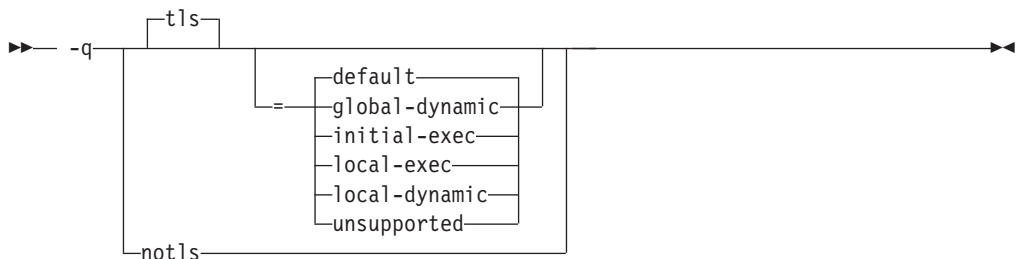 tls
-q
default
= global-dynamic
initial-exec
local-exec
local-dynamic
unsupported
notls